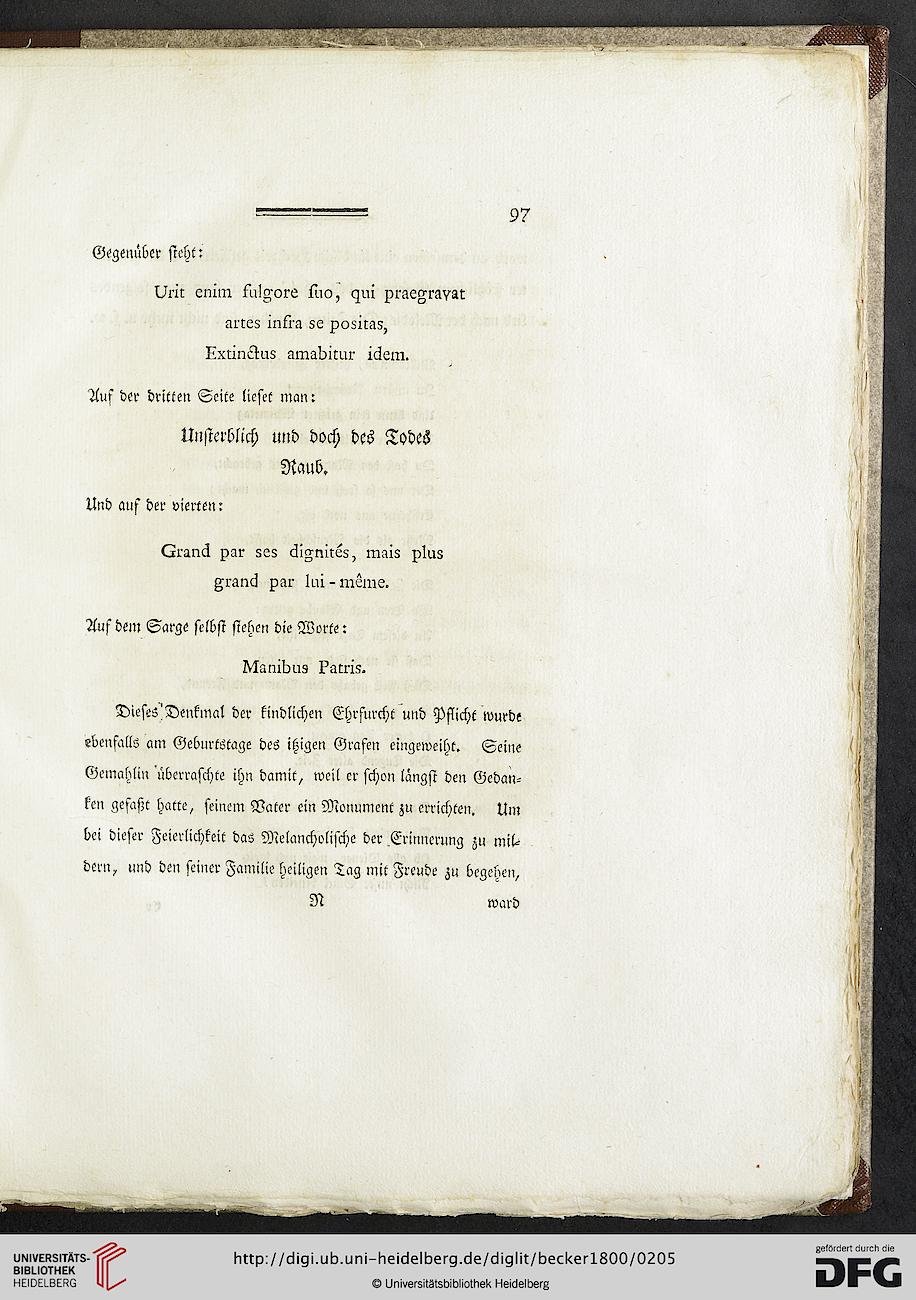 97
Gegenüber ſteht:
Urit enim fulgore ſuo, qui praegravat
artes infra se positas,
Extinctus amabitur idem.
Auf der dritten Seite lieſet man:
Unſterblich und doch des Todes
Raub.
Und auf der vierten:
Grand par ses dignités, mais plus
grand par lui-même.
Auf dem Sarge ſelbſt ſtehen die Worte:
Manibus Patris.
Dieſes Denkmal der kindlichen Ehrfurcht und Pflicht wurde
ebenfalls am Geburtstage des itzigen Grafen eingeweiht. Seine
Gemahlin überraſchte ihn damit, weil er ſchon längſt den Gedan-
ken gefaßt hatte, ſeinem Vater ein Monument zu errichten. Um
bei dieſer Feierlichkeit das Melancholiſche der Erinnerung zu mil-
dern, und den ſeiner Familie heiligen Tag mit Freude zu begehen,
N ward
UNIVERSITÄTS-
BIBLIOTHEK
HEIDELBERG
http://digi.ub.uni-heidelberg.de/diglit/becker1800/0205
© Universitätsbibliothek Heidelberg
gefördert durch die
DFG